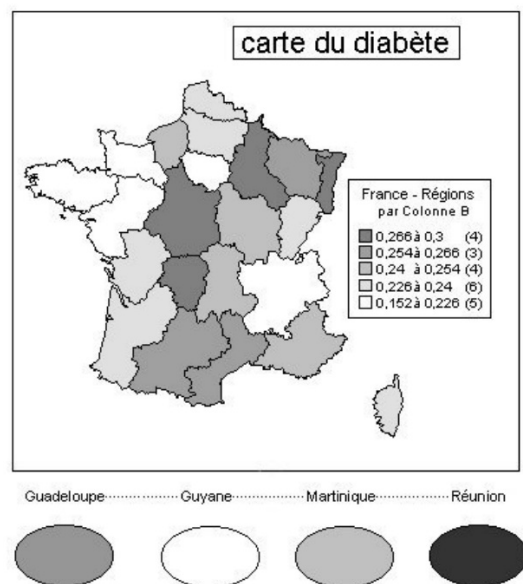 carte du diabète
France - Régions
par Colonne B
0,266 à 0,3 (4)
0,254 à 0,266 (3)
0,24 à 0,254 (4)
0,226 à 0,24 (6)
0,152 à 0,226 (5)
Guadeloupe Guyane Martinique Réunion